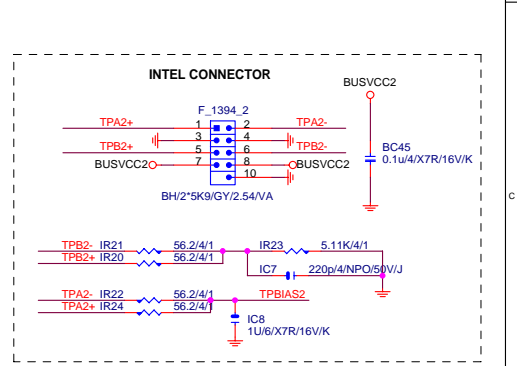 INTEL CONNECTOR
BUSVCC2
F_1394_2
TPA2+ 1 2 TPA2-
3 4
TPB2+ 5 6 TPB2-
BUSVCC2 7 8 BUSVCC2
10
BH/2*5K9/GY/2.54/VA
BC45
0.1u/4/X7R/16V/K
C
TPB2- IR21 56.2/4/1 IR23 5.11K/4/1
TPB2+ IR20 56.2/4/1
IC7 220p/4/NPO/50V/J
TPA2- IR22 56.2/4/1 TPBIAS2
TPA2+ IR24 56.2/4/1
IC8
1U/6/X7R/16V/K